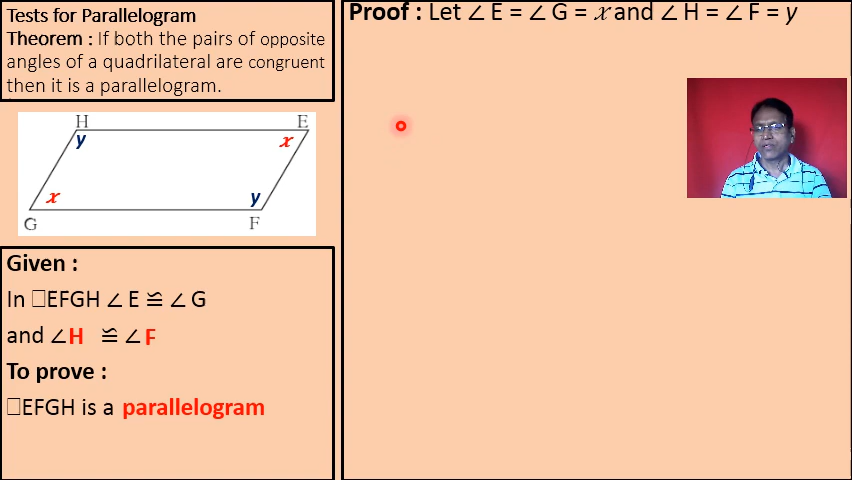 Tests for Parallelogram
Theorem : If both the pairs of opposite
angles of a quadrilateral are congruent
then it is a parallelogram.
H E
y x
x y
G F
Given :
In □EFGH ∠ E ≌ ∠ G
and ∠H ≌ ∠ F
To prove :
□EFGH is a parallelogram
Proof : Let ∠ E = ∠ G = x and ∠ H = ∠ F = y